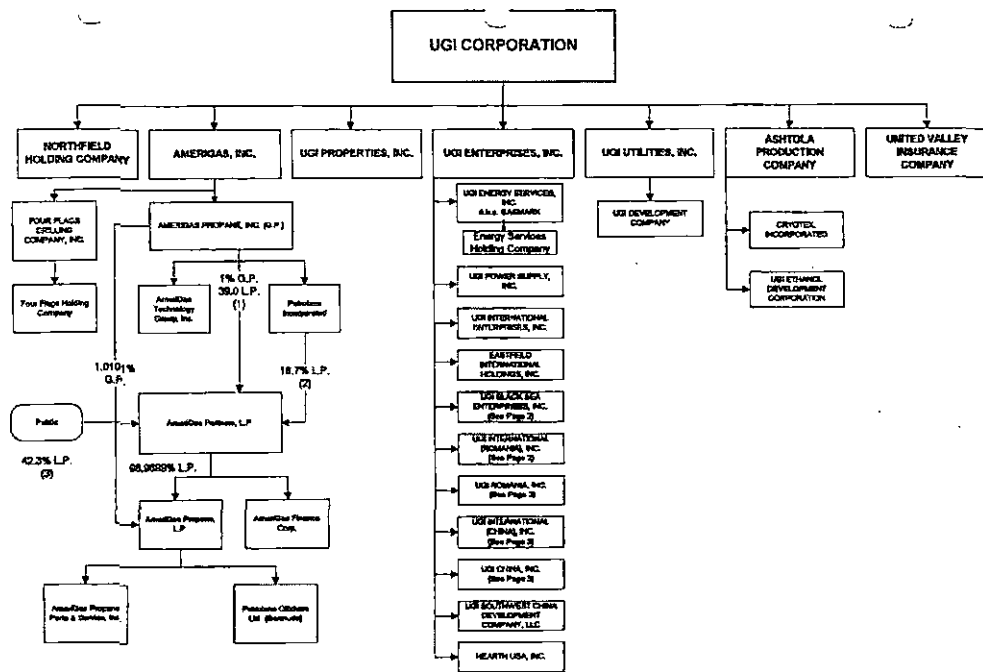 UGI CORPORATION
NORTHFIELD
HOLDING COMPANY
AMERIGAS, INC.
UGI PROPERTIES, INC.
UGI ENTERPRISES, INC.
UGI UTILITIES, INC.
ASHTOLA
PRODUCTION
COMPANY
UNITED VALLEY
INSURANCE
COMPANY
FOUR FLAGS
DRILLING
COMPANY, INC.
AMERIGAS PROPANE, INC. (G.P.)
UGI ENERGY SERVICES,
INC.
d.b.a. GASMARK
UGI DEVELOPMENT
COMPANY
CRYOTEX,
INCORPORATED
Energy Services
Holding Company
Four Flags Holding
Company
AmeriGas
Technology
Group, Inc.
1% G.P.
39.0 L.P.
(1)
Petrolane
Incorporated
UGI POWER SUPPLY,
INC.
UGI ETHANOL
DEVELOPMENT
CORPORATION
UGI INTERNATIONAL
ENTERPRISES, INC.
1.0101%
G.P.
18.7% L.P.
(2)
EASTFIELD
INTERNATIONAL
HOLDINGS, INC.
Public
AmeriGas Partners, L.P.
UGI BLACK SEA
ENTERPRISES, INC.
(See Page 2)
42.3% L.P.
(3)
98.9899% L.P.
UGI INTERNATIONAL
(ROMANIA), INC.
(See Page 2)
UGI ROMANIA, INC.
(See Page 2)
AmeriGas Propane,
L.P.
AmeriGas Finance
Corp.
UGI INTERNATIONAL
(CHINA), INC.
(See Page 3)
UGI CHINA, INC.
(See Page 3)
AmeriGas Propane
Parts & Service, Inc.
Petrolane Offshore
Ltd. (Bermuda)
UGI SOUTHWEST CHINA
DEVELOPMENT
COMPANY, LLC
HEARTH USA, INC.